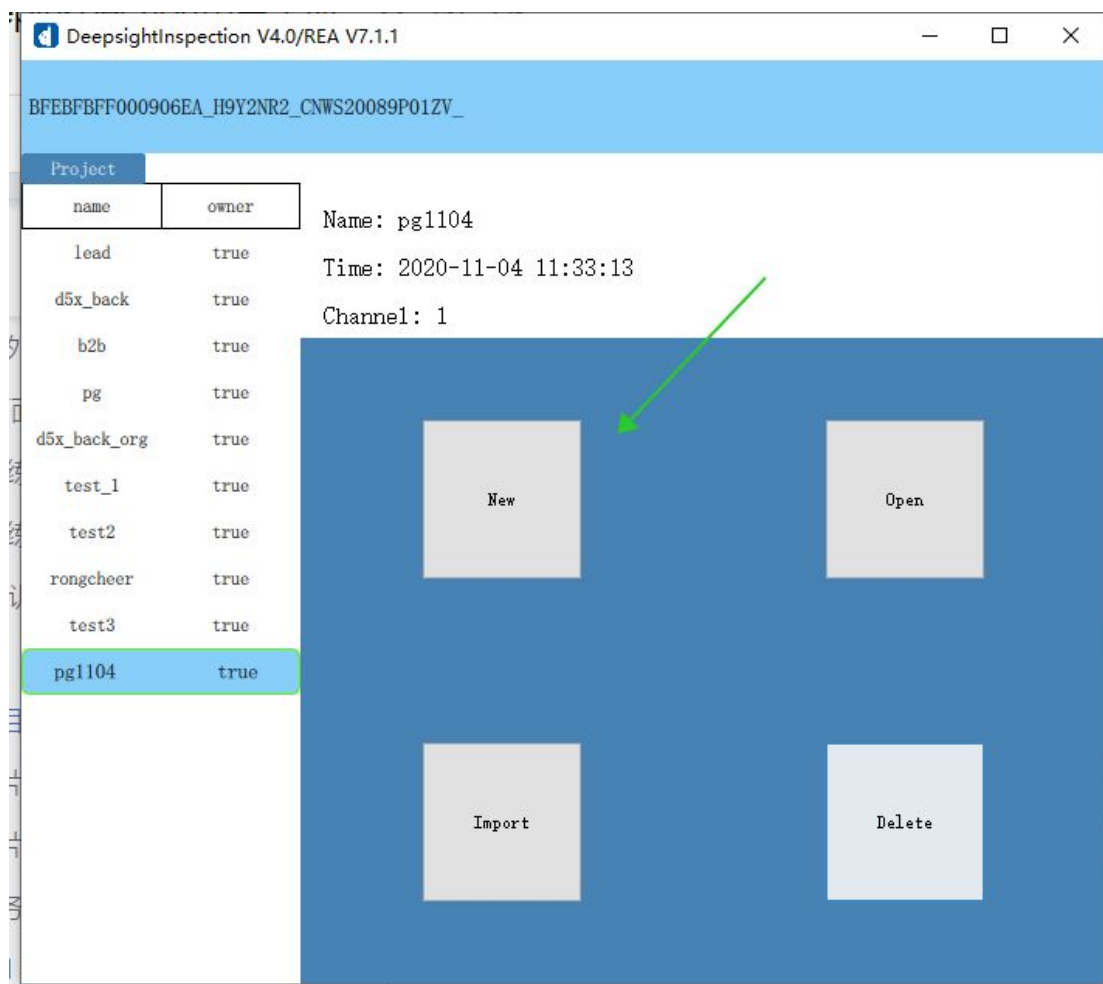 DeepsightInspection V4.0/REA V7.1.1
BFEBFBFF000906EA_H9Y2NR2_CNWS20089P01ZV_
Project
name owner
lead true
d5x_back true
b2b true
pg true
d5x_back_org true
test_1 true
test2 true
rongcheer true
test3 true
pg1104 true
Name: pg1104
Time: 2020-11-04 11:33:13
Channel: 1
New
Open
Import
Delete